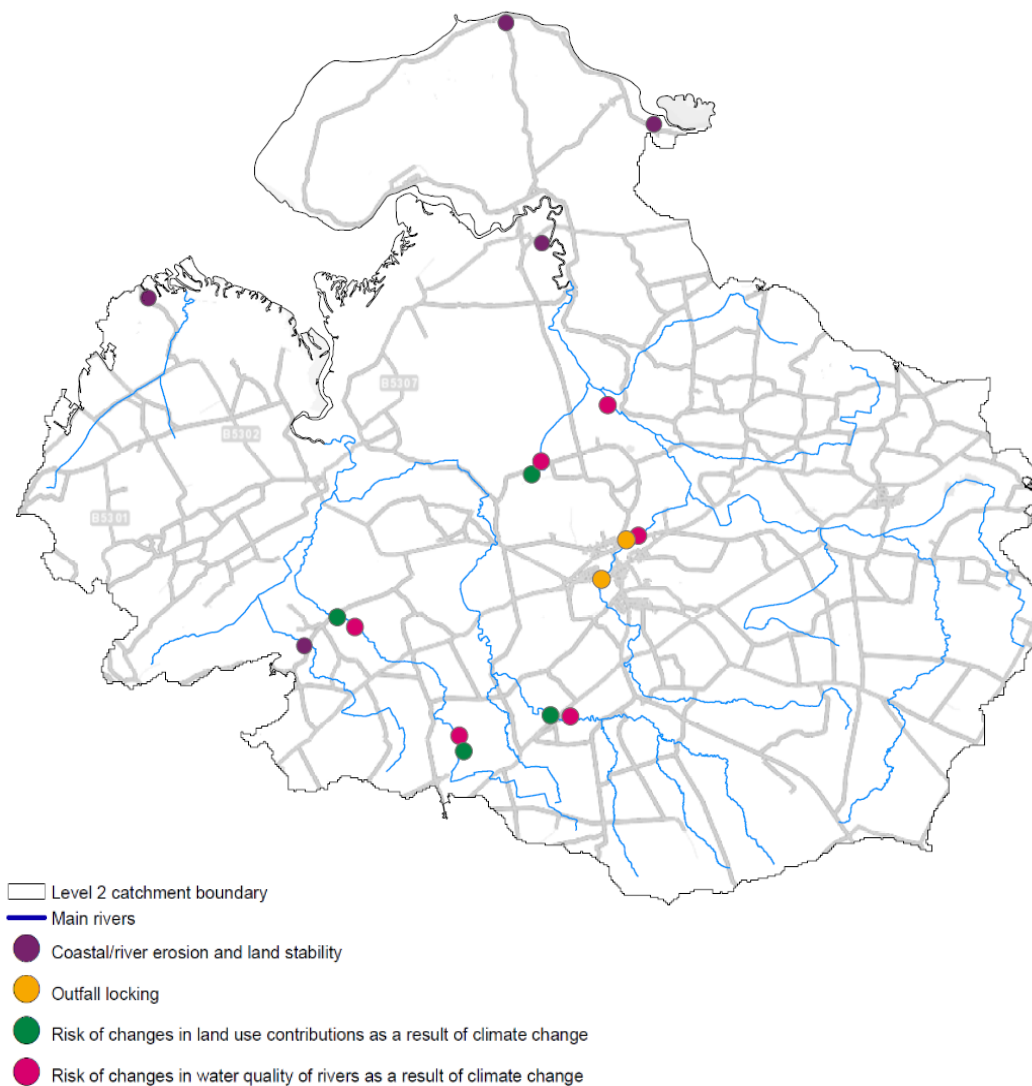 B5307
B5302
B5301
Level 2 catchment boundary
Main rivers
Coastal/river erosion and land stability
Outfall locking
Risk of changes in land use contributions as a result of climate change
Risk of changes in water quality of rivers as a result of climate change